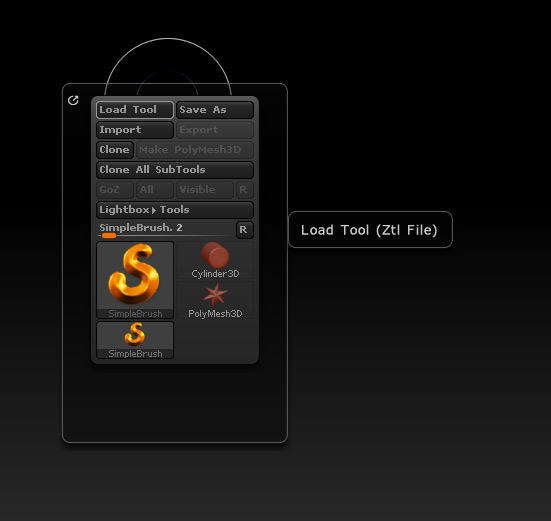 Load Tool Save As
Import Export
Clone Make PolyMesh3D
Clone All SubTools
GoZ All Visible R
Lightbox▸Tools
SimpleBrush. 2 R
Load Tool (Ztl File)
SimpleBrush
Cylinder3D
PolyMesh3D
SimpleBrush